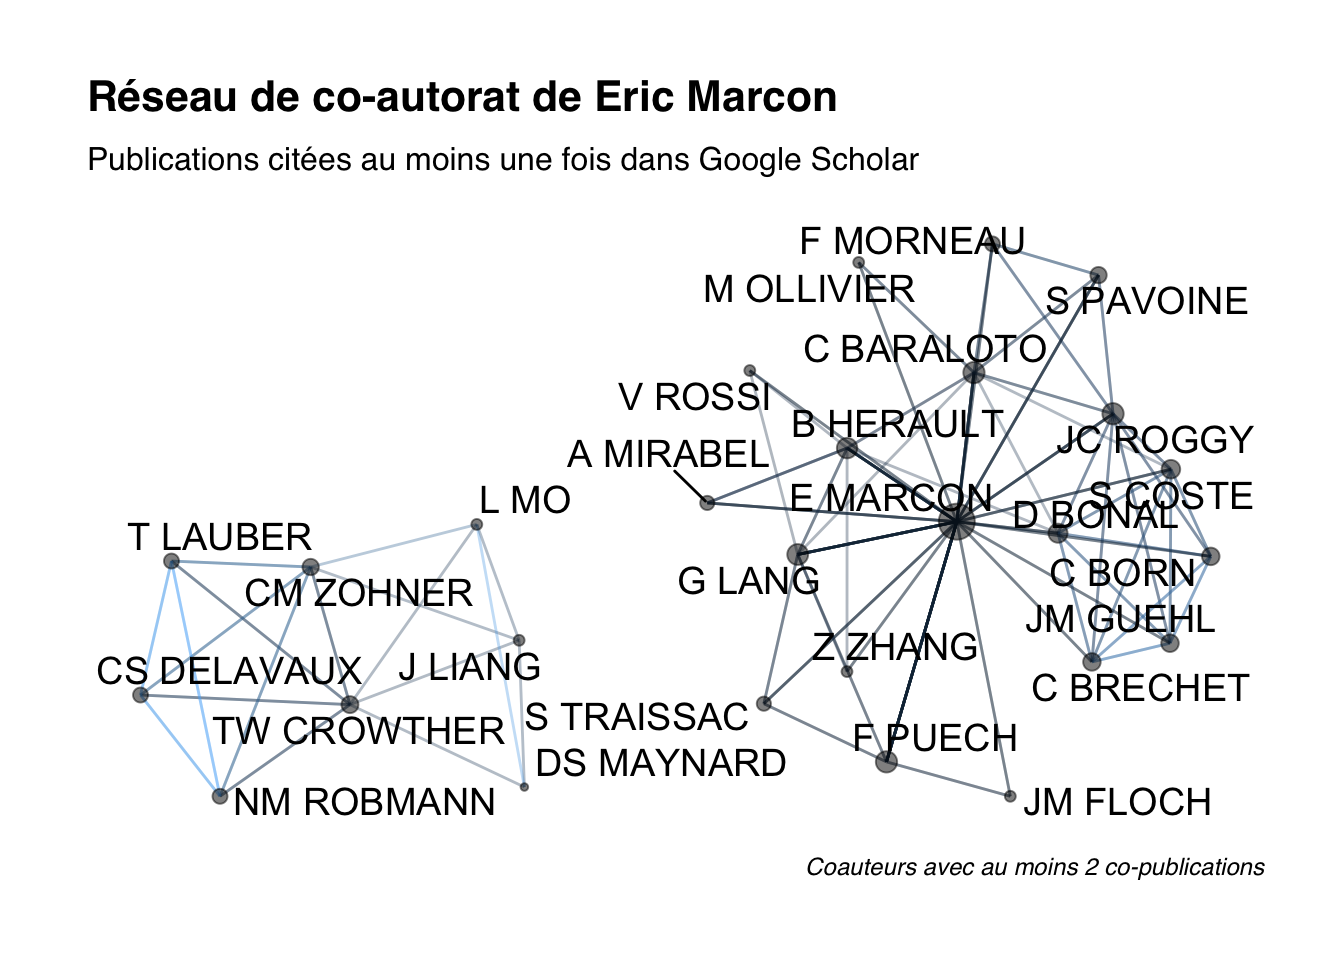 Réseau de co-autorat de Eric Marcon
Publications citées au moins une fois dans Google Scholar
F MORNEAU
M OLLIVIER
S PAVOINE
C BARALOTO
V ROSSI
B HERAULT
JC ROGGY
A MIRABEL
L MO
E MARCON
S COSTE
D BONAL
T LAUBER
CM ZOHNER
G LANG
C BORN
JM GUEHL
Z ZHANG
CS DELAVAUX
J LIANG
C BRECHET
TW CROWTHER
S TRAISSAC
F PUECH
DS MAYNARD
NM ROBMANN
JM FLOCH
Coauteurs avec au moins 2 co-publications